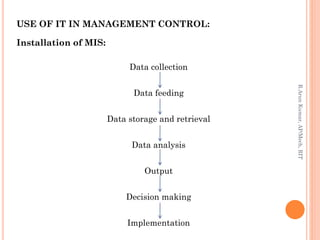 USE OF IT IN MANAGEMENT CONTROL:
Installation of MIS:
Data collection
Data feeding
Data storage and retrieval
Data analysis
Output
Decision making
Implementation
R.Arun Kumar, AP/Mech, RIT